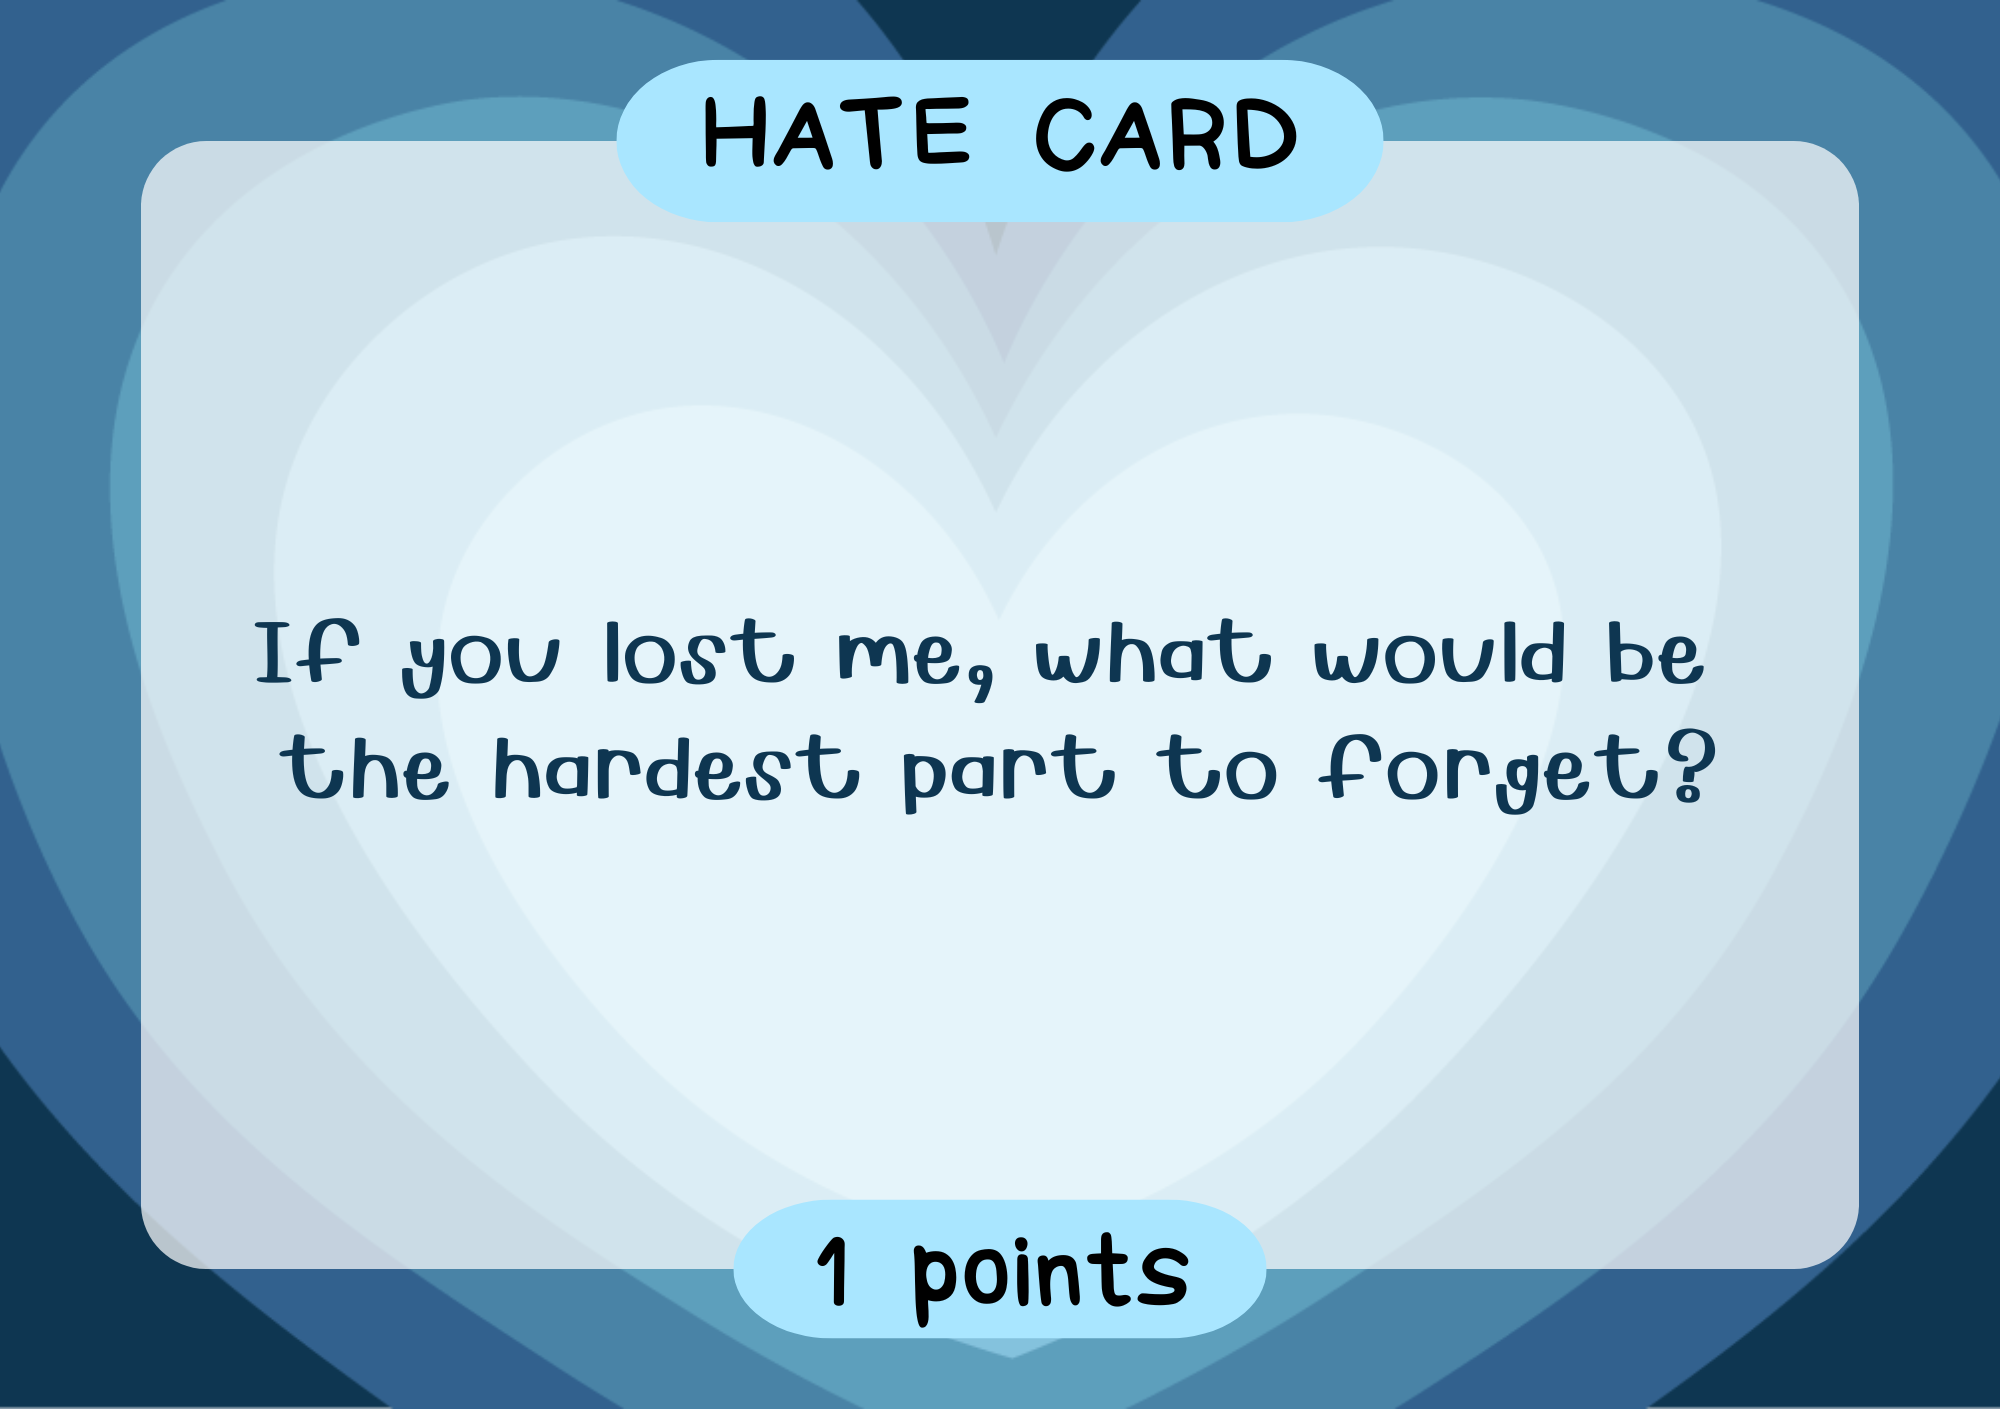 HATE CARD
If you lost me, what would be
the hardest part to forget?
1 points